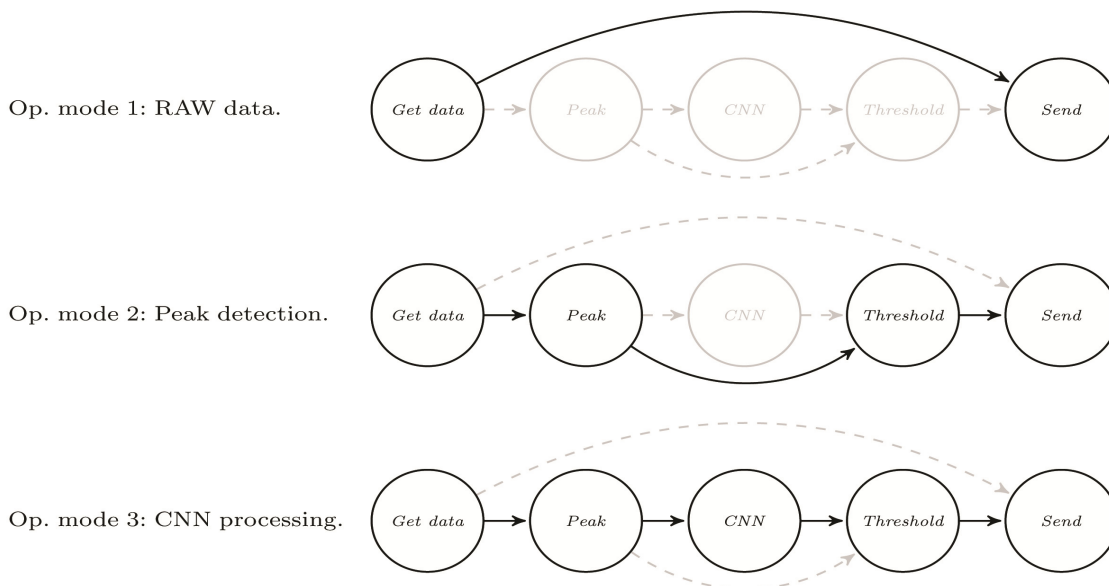 Op. mode 1: RAW data.
Get data Peak CNN Threshold Send
Op. mode 2: Peak detection.
Get data Peak CNN Threshold Send
Op. mode 3: CNN processing.
Get data Peak CNN Threshold Send